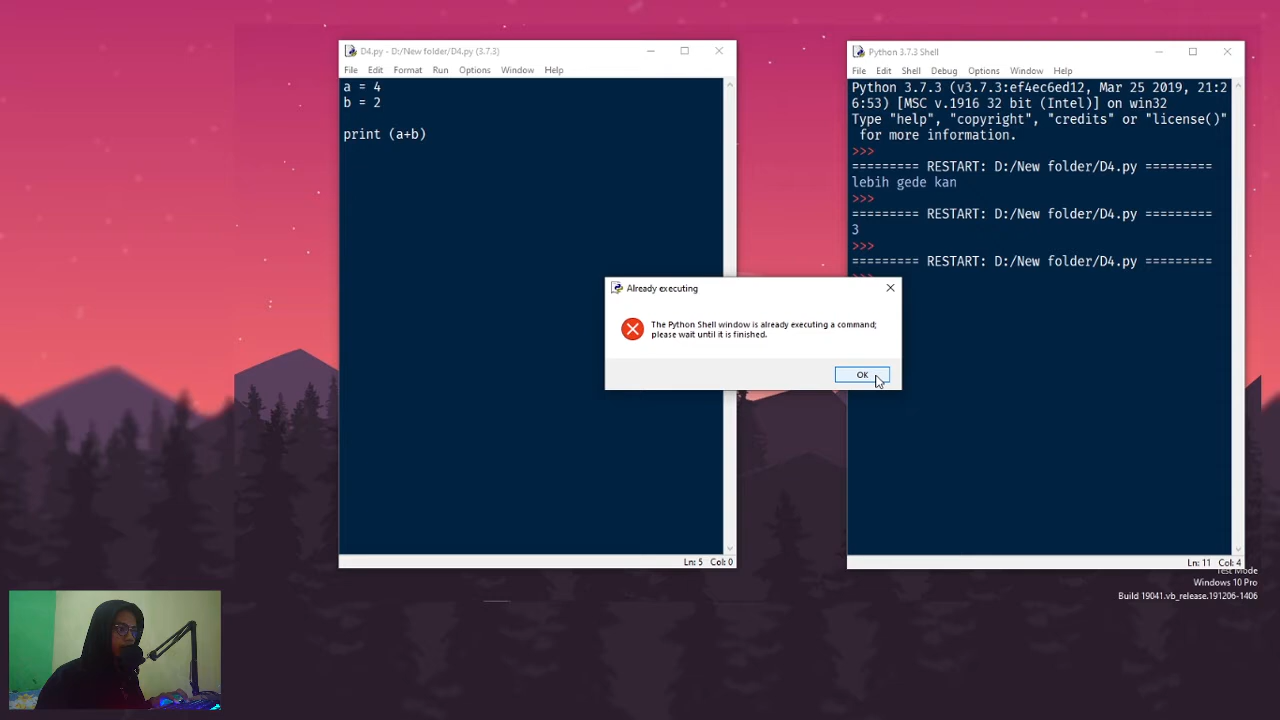 D4.py - D:/New folder/D4.py (3.7.3)
File Edit Format Run Options Window Help
a = 4
b = 2
print (a+b)
Ln: 5 Col: 0
Python 3.7.3 Shell
File Edit Shell Debug Options Window Help
Python 3.7.3 (v3.7.3:ef4ec6ed12, Mar 25 2019, 21:2
6:53) [MSC v.1916 32 bit (Intel)] on win32
Type "help", "copyright", "credits" or "license()"
for more information.
>>>
========= RESTART: D:/New folder/D4.py =========
lebih gede kan
>>>
========= RESTART: D:/New folder/D4.py =========
3
>>>
========= RESTART: D:/New folder/D4.py =========
>>>
Ln: 11 Col: 4
Already executing
The Python Shell window is already executing a command;
please wait until it is finished.
OK
Test Mode
Windows 10 Pro
Build 19041.vb_release.191206-1406